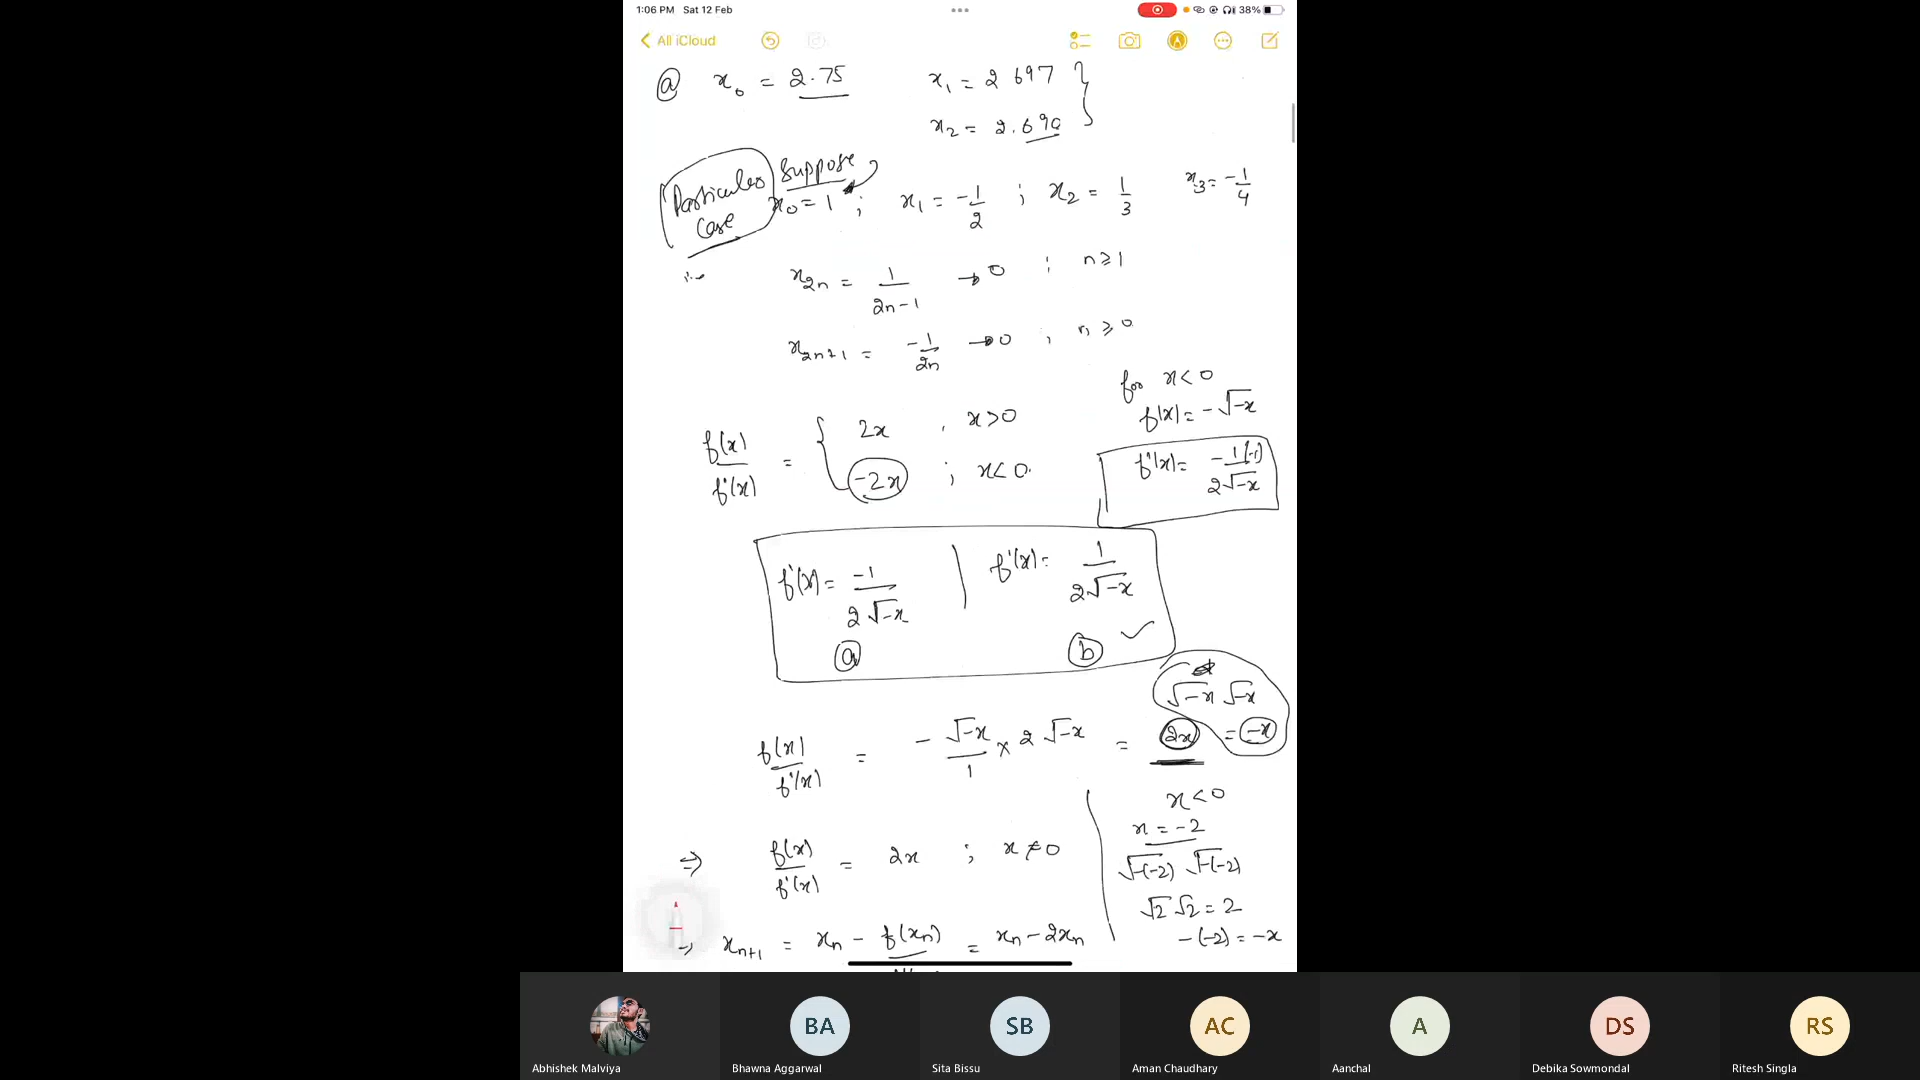 1:06 PM Sat 12 Feb
38%
All iCloud
@ x₀ = 2.75
x₁ = 2 697
x₂ = 2.690
Particular Case
Suppose
x₀ = 1 ; x₁ = -1/2 ; x₂ = 1/3
x₃ = -1/4
x₂ₙ = 1/(2n-1) → 0 ; n ≥ 1
x₂ₙ₊₁ = -1/2n → 0 ; n ≥ 0
for x < 0
f(x) = -√-x
f'(x) = -1(-1)/2√-x
f(x)/f'(x) = { 2x , x > 0
-2x ; x < 0.
f'(x) = -1/2√-x | f'(x) = 1/2√-x
ⓐ ⓑ ✓
√-x √-x
= -x
f(x)/f'(x) = -√-x/1 × 2√-x = 2x
x < 0
x = -2
√-(-2) √-(-2)
√2 √2 = 2
-(-2) = -x
⇒ f(x)/f'(x) = 2x ; x ≠ 0
→ xₙ₊₁ = xₙ - f(xₙ) = xₙ - 2xₙ
Abhishek Malviya
BA
Bhawna Aggarwal
SB
Sita Bissu
AC
Aman Chaudhary
A
Aanchal
DS
Debika Sowmondal
RS
Ritesh Singla